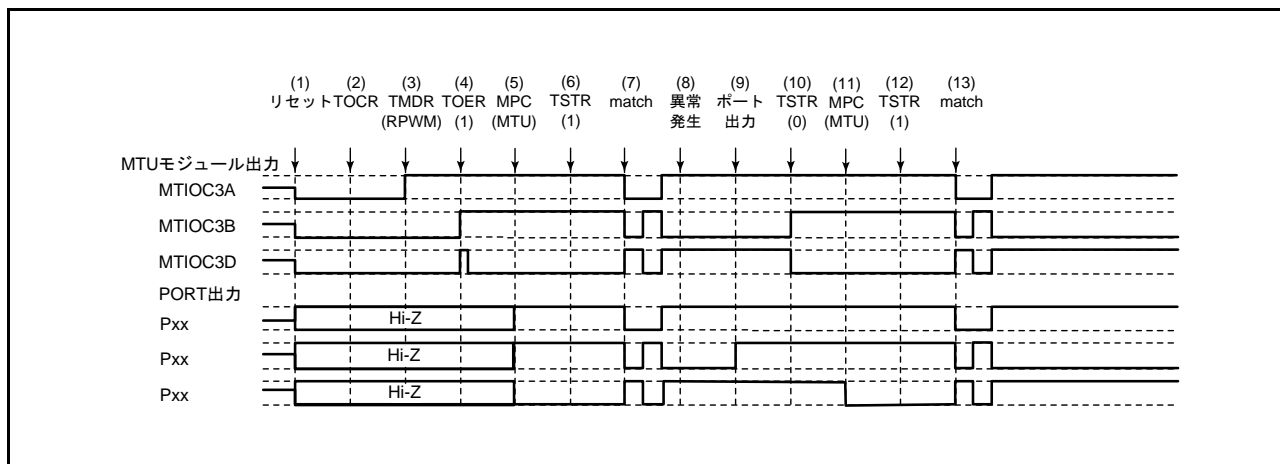 (1) (2) (3) (4) (5) (6) (7) (8) (9) (10) (11) (12) (13)
リセット TOCR TMDR TOER MPC TSTR match 異常 ポート TSTR MPC TSTR match
(RPWM) (1) (MTU) (1) 発生 出力 (0) (MTU) (1)
MTUモジュール出力
MTIOC3A
MTIOC3B
MTIOC3D
PORT出力
Pxx Hi-Z
Pxx Hi-Z
Pxx Hi-Z